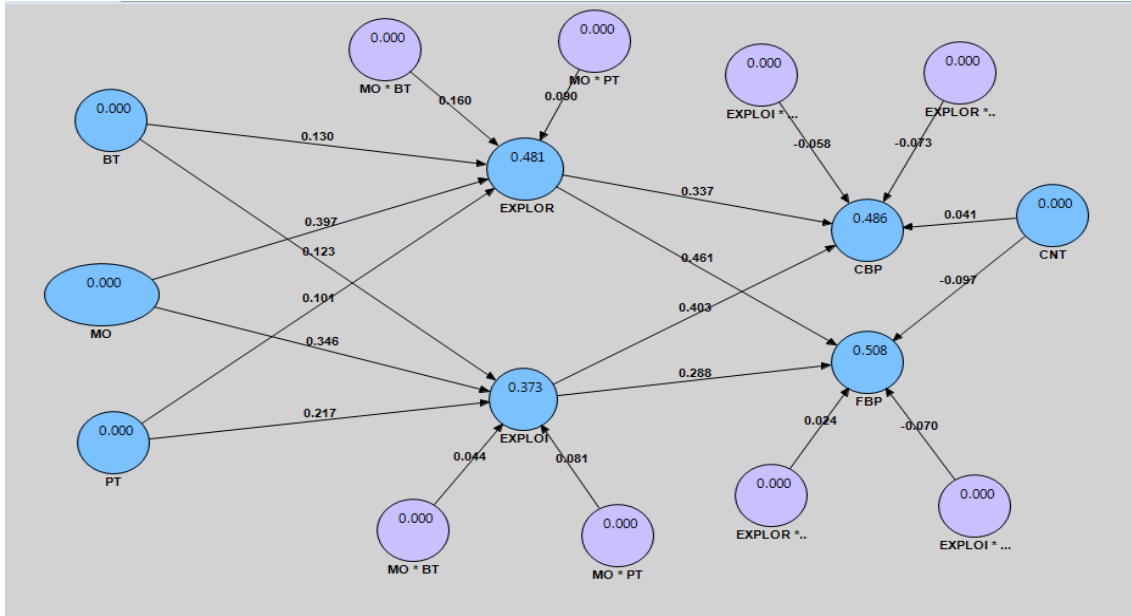 0.000
MO * BT
0.000
MO * PT
0.000
EXPLOI * ...
0.000
EXPLOR *..
0.160
0.090
-0.058
-0.073
0.000
BT
0.130
0.481
EXPLOR
0.337
0.486
CBP
0.041
0.000
CNT
0.397
0.123
0.461
-0.097
0.000
MO
0.101
0.403
0.346
0.508
FBP
0.288
0.373
EXPLOI
0.217
0.000
PT
0.044
0.081
0.024
-0.070
0.000
MO * BT
0.000
MO * PT
0.000
EXPLOR *..
0.000
EXPLOI * ...